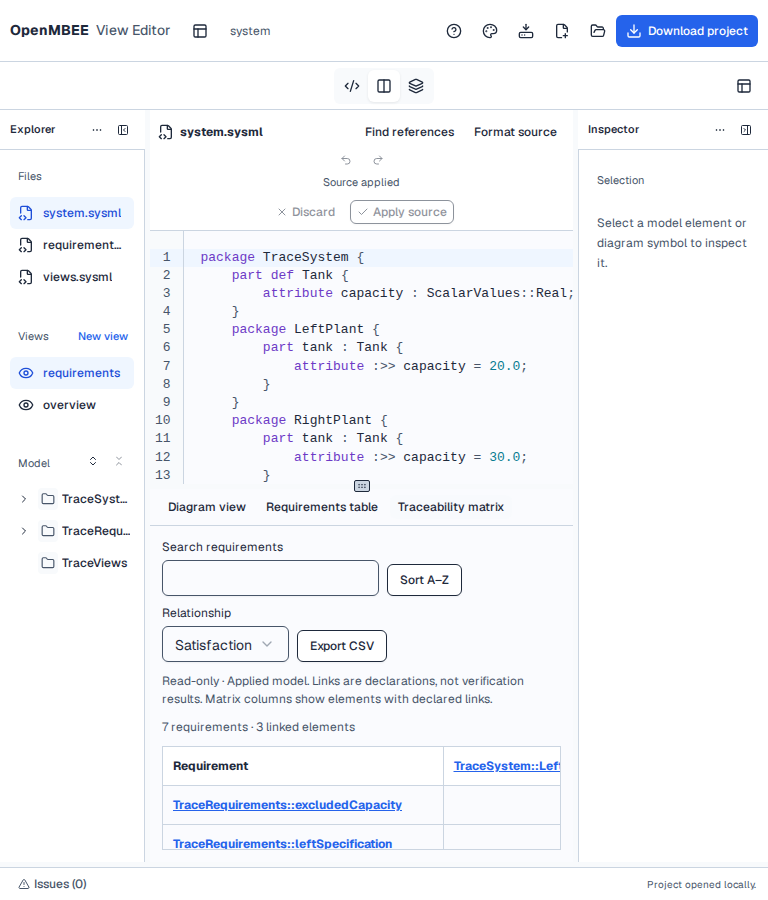 OpenMBEE View Editor
system
Download project
Explorer
system.sysml
Find references
Format source
Inspector
Source applied
Discard
Apply source
Files
system.sysml
requirement...
views.sysml
Views
New view
requirements
overview
Model
TraceSyst...
TraceRequ...
TraceViews
1 package TraceSystem {
2 part def Tank {
3 attribute capacity : ScalarValues::Real;
4 }
5 package LeftPlant {
6 part tank : Tank {
7 attribute :>> capacity = 20.0;
8 }
9 }
10 package RightPlant {
11 part tank : Tank {
12 attribute :>> capacity = 30.0;
13 }
Diagram view
Requirements table
Traceability matrix
Search requirements
Sort A–Z
Relationship
Satisfaction
Export CSV
Read-only · Applied model. Links are declarations, not verification
results. Matrix columns show elements with declared links.
7 requirements · 3 linked elements
Requirement
TraceSystem::Left
TraceRequirements::excludedCapacity
TraceRequirements::leftSpecification
Selection
Select a model element or
diagram symbol to inspect
it.
Issues (0)
Project opened locally.